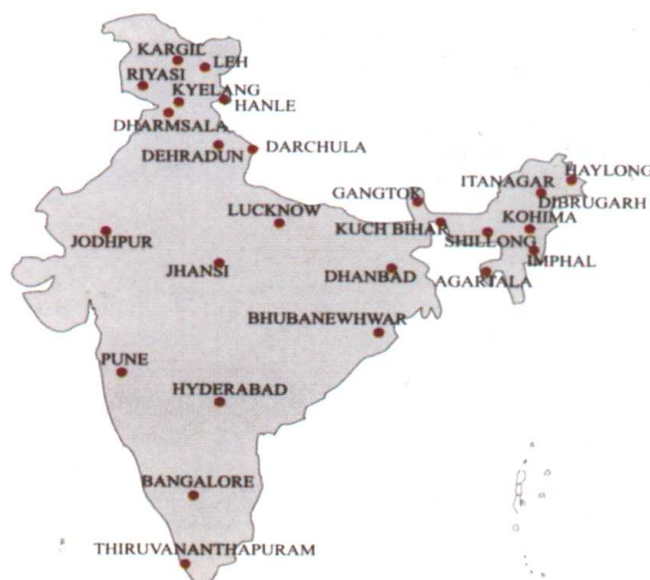 KARGIL
LEH
RIYASI
KYELANG
HANLE
DHARMSALA
DEHRADUN
DARCHULA
HAYLONG
ITANAGAR
GANGTOK
DIBRUGARH
LUCKNOW
KOHIMA
KUCH BIHAR
SHILLONG
JODHPUR
IMPHAL
JHANSI
DHANBAD
AGARTALA
BHUBANEWHWAR
PUNE
HYDERABAD
BANGALORE
THIRUVANANTHAPURAM